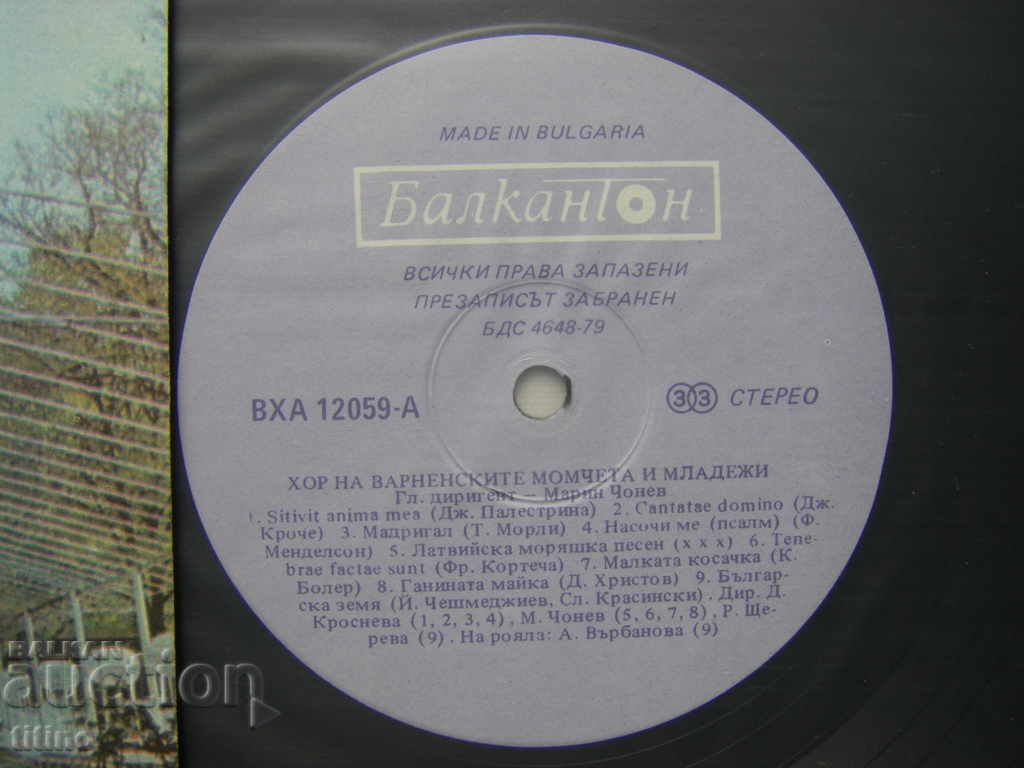 MADE IN BULGARIA
БалканТон
ВСИЧКИ ПРАВА ЗАПАЗЕНИ
ПРЕЗАПИСЪТ ЗАБРАНЕН
БДС 4648-79
ВХА 12059-А
33 СТЕРЕО
ХОР НА ВАРНЕНСКИТЕ МОМЧЕТА И МЛАДЕЖИ
Гл. диригент – Марин Чонев
1. Sitivit anima mea (Дж. Палестрина) 2. Cantatae domino (Дж.
Кроче) 3. Мадригал (Т. Морли) 4. Насочи ме (псалм) (Ф.
Менделсон) 5. Латвийска моряшка песен (x x x) 6. Tene-
brae factae sunt (Фр. Кортеча) 7. Малката косачка (К.
Болер) 8. Ганината майка (Д. Христов) 9. Българ-
ска земя (Й. Чешмеджиев, Сл. Красински). Дир. Д.
Кроснева (1, 2, 3, 4). М. Чонев (5, 6, 7, 8). Р. Ще-
рева (9). На рояла: А. Върбанова (9)
BALKAN
auction
titino